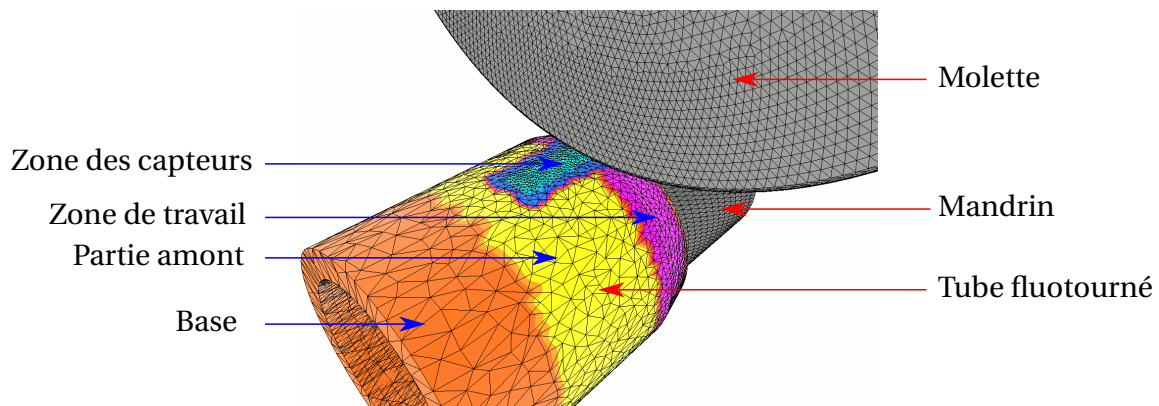 Molette
Zone des capteurs
Zone de travail
Mandrin
Partie amont
Tube fluotourné
Base